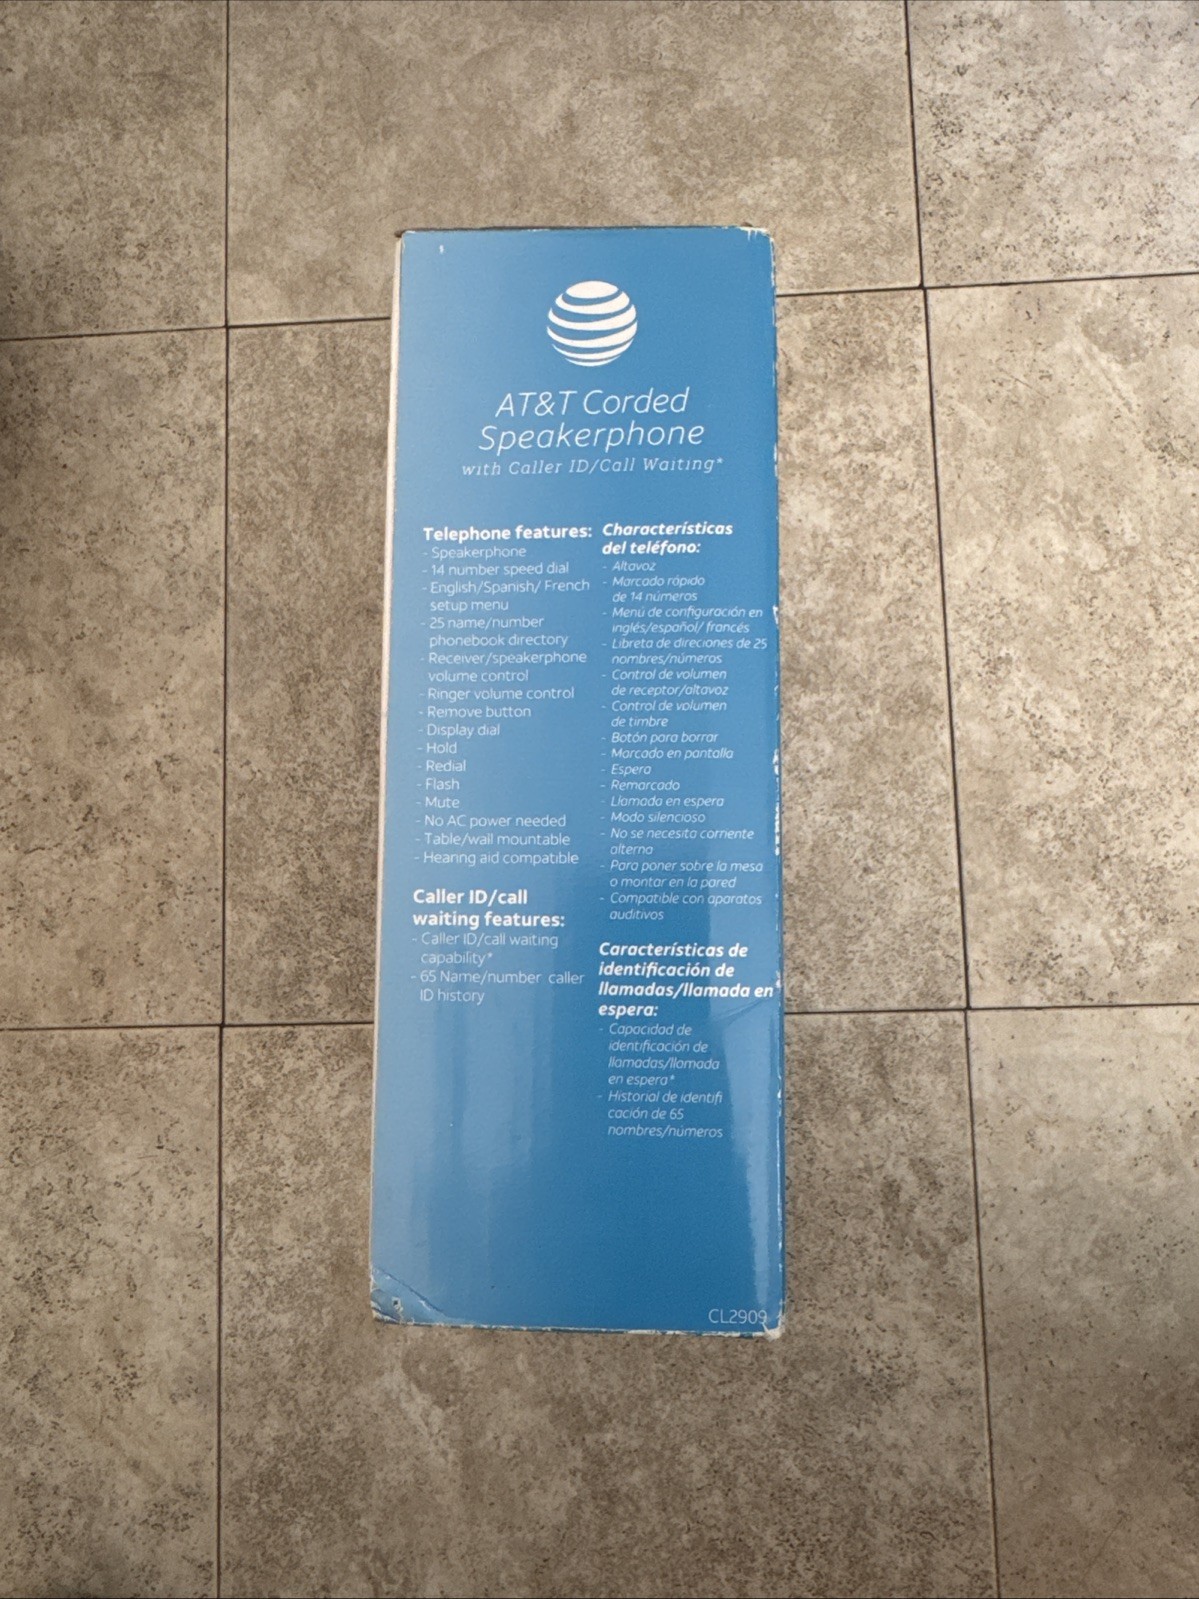 AT&T Corded
Speakerphone
with Caller ID/Call Waiting*
Telephone features:
- Speakerphone
- 14 number speed dial
- English/Spanish/ French
setup menu
- 25 name/number
phonebook directory
- Receiver/speakerphone
volume control
- Ringer volume control
- Remove button
- Display dial
- Hold
- Redial
- Flash
- Mute
- No AC power needed
- Table/wall mountable
- Hearing aid compatible
Caller ID/call
waiting features:
- Caller ID/call waiting
capability*
- 65 Name/number caller
ID history
Characterísticas
del teléfono:
- Altavoz
- Marcado rápido
de 14 números
- Menú de configuración en
inglés/español/ francés
- Libreta de direciones de 25
nombres/números
- Control de volumen
de receptor/altavoz
- Control de volumen
de timbre
- Botón para borrar
- Marcado en pantalla
- Espera
- Remarcado
- Llamada en espera
- Modo silencioso
- No se necesita corriente
alterna
- Para poner sobre la mesa
o montar en la pared
- Compatible con aparatos
auditivos
Características de
identificación de
llamadas/llamada en
espera:
- Capacidad de
identificación de
llamadas/llamada
en espera*
- Historial de identifi
cación de 65
nombres/números
CL2909